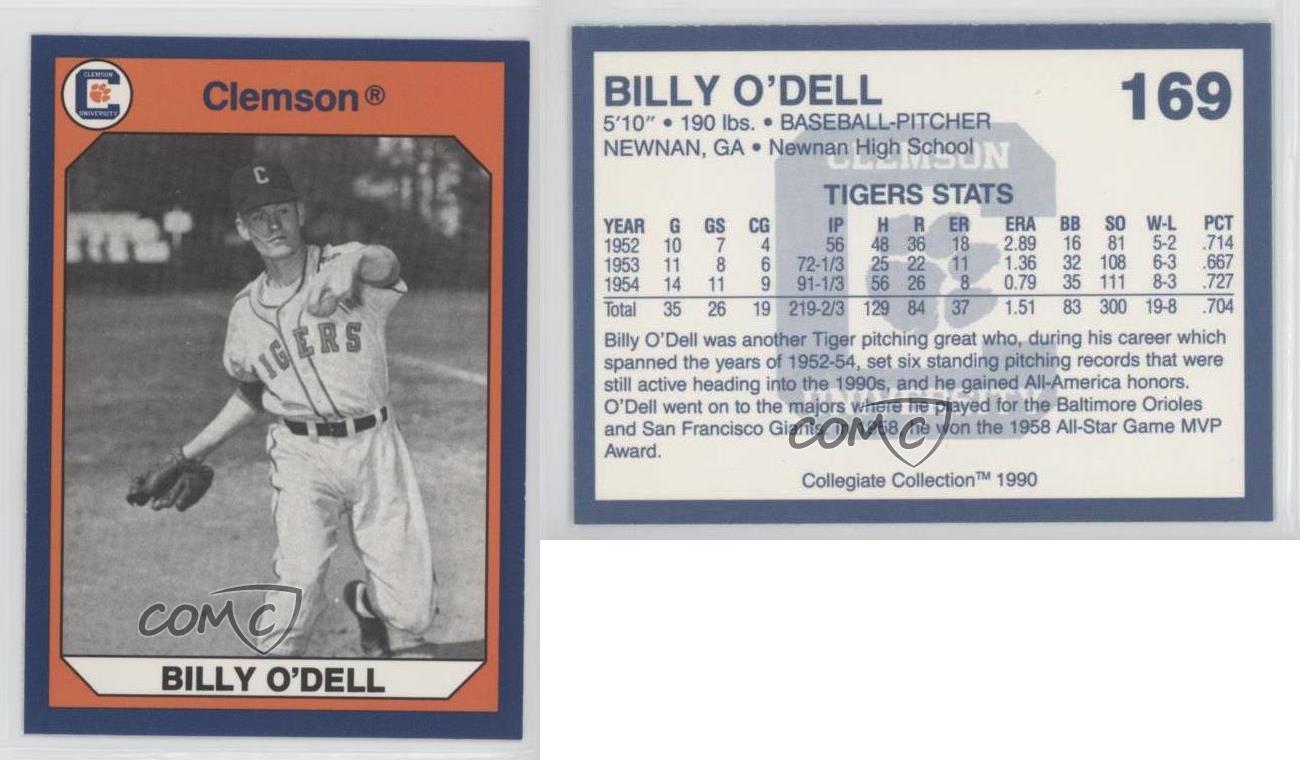 CLEMSON
UNIVERSITY
Clemson®
C
TIGERS
COMC
BILLY O'DELL
BILLY O'DELL
169
5'10" • 190 lbs. • BASEBALL-PITCHER
NEWNAN, GA • Newnan High School
CLEMSON
TIGERS STATS
YEAR G GS CG IP H R ER ERA BB SO W-L PCT
1952 10 7 4 56 48 36 18 2.89 16 81 5-2 .714
1953 11 8 6 72-1/3 25 22 11 1.36 32 108 6-3 .667
1954 14 11 9 91-1/3 56 26 8 0.79 35 111 8-3 .727
Total 35 26 19 219-2/3 129 84 37 1.51 83 300 19-8 .704
Billy O'Dell was another Tiger pitching great who, during his career which
spanned the years of 1952-54, set six standing pitching records that were
still active heading into the 1990s, and he gained All-America honors.
UNIVERSITY
O'Dell went on to the majors where he played for the Baltimore Orioles
and San Francisco Giants. In 1958, he won the 1958 All-Star Game MVP
COMC
Award.
Collegiate Collection™ 1990